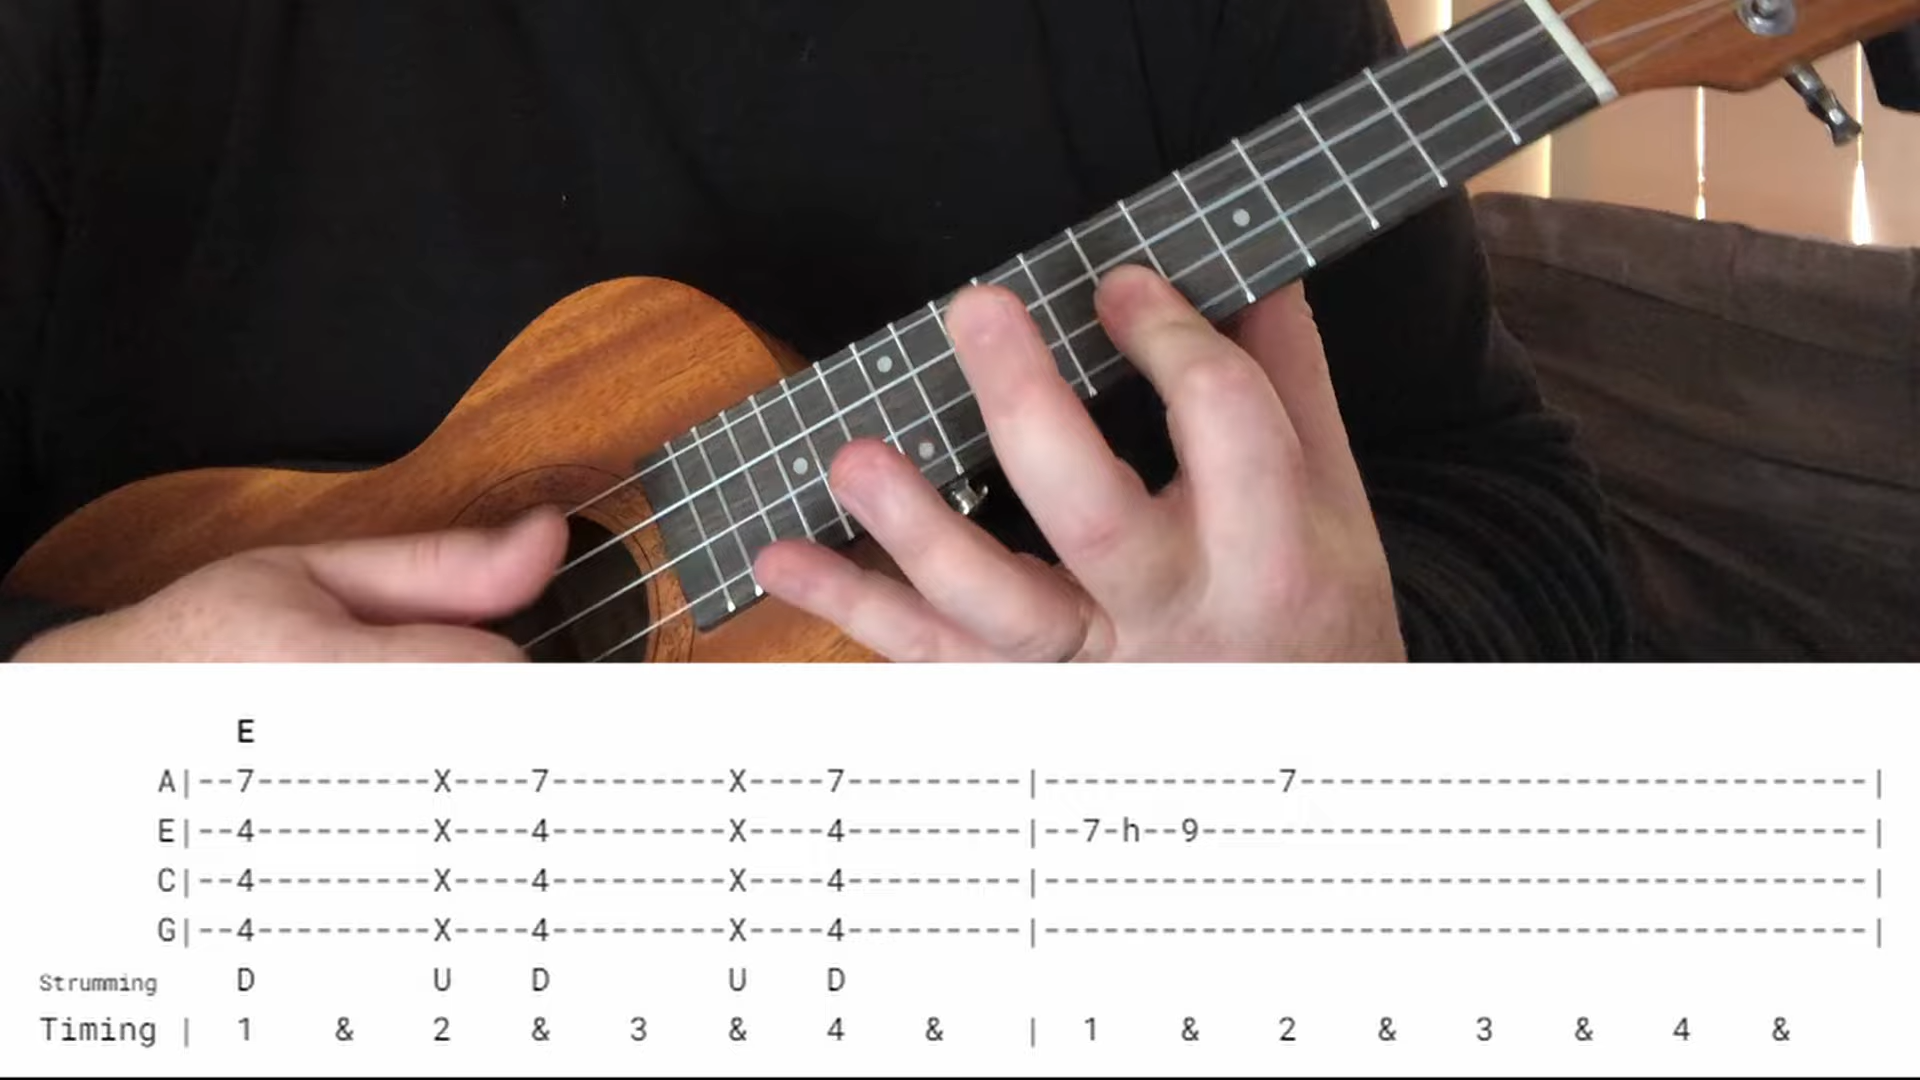 E
A|--7---------X----7---------X----7---------|------------7-----------------------------|
E|--4---------X----4---------X----4---------|--7-h--9----------------------------------|
C|--4---------X----4---------X----4---------|------------------------------------------|
G|--4---------X----4---------X----4---------|------------------------------------------|
Strumming D U D U D
Timing | 1 & 2 & 3 & 4 & | 1 & 2 & 3 & 4 &